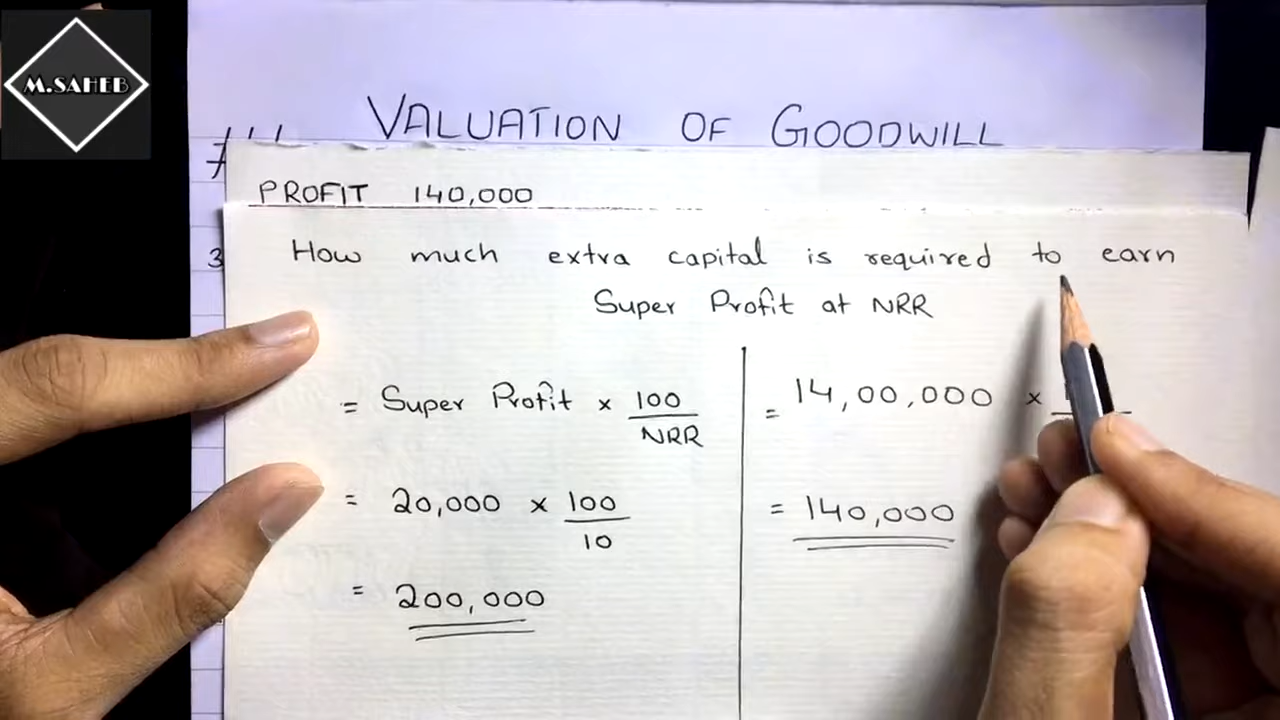 M.SAHEB
VALUATION OF GOODWILL
PROFIT 140,000
3
How much extra capital is required to earn
Super Profit at NRR
= Super Profit × 100
NRR
= 20,000 × 100
10
= 200,000
= 14,00,000 ×
= 140,000